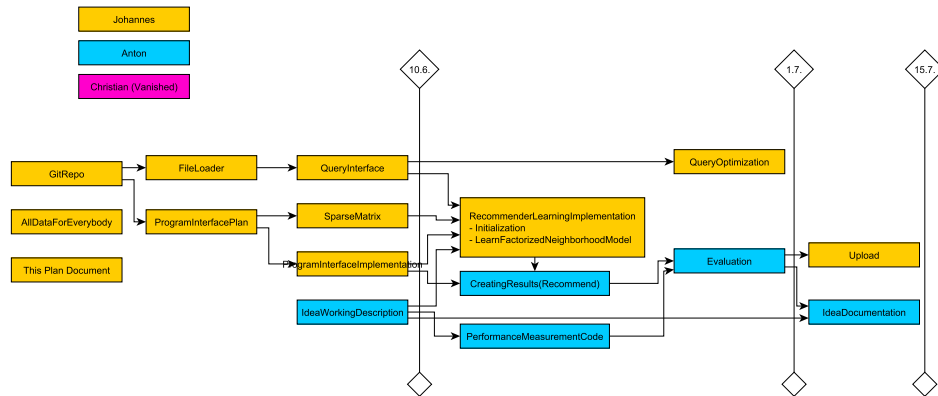 Johannes
Anton
Christian (Vanished)
10.6.
1.7.
15.7.
GitRepo
FileLoader
QueryInterface
QueryOptimization
AllDataForEverybody
ProgramInterfacePlan
SparseMatrix
RecommenderLearningImplementation
- Initialization
- LearnFactorizedNeighborhoodModel
This Plan Document
ProgramInterfaceImplementation
Evaluation
Upload
CreatingResults(Recommend)
IdeaWorkingDescription
IdeaDocumentation
PerformanceMeasurementCode